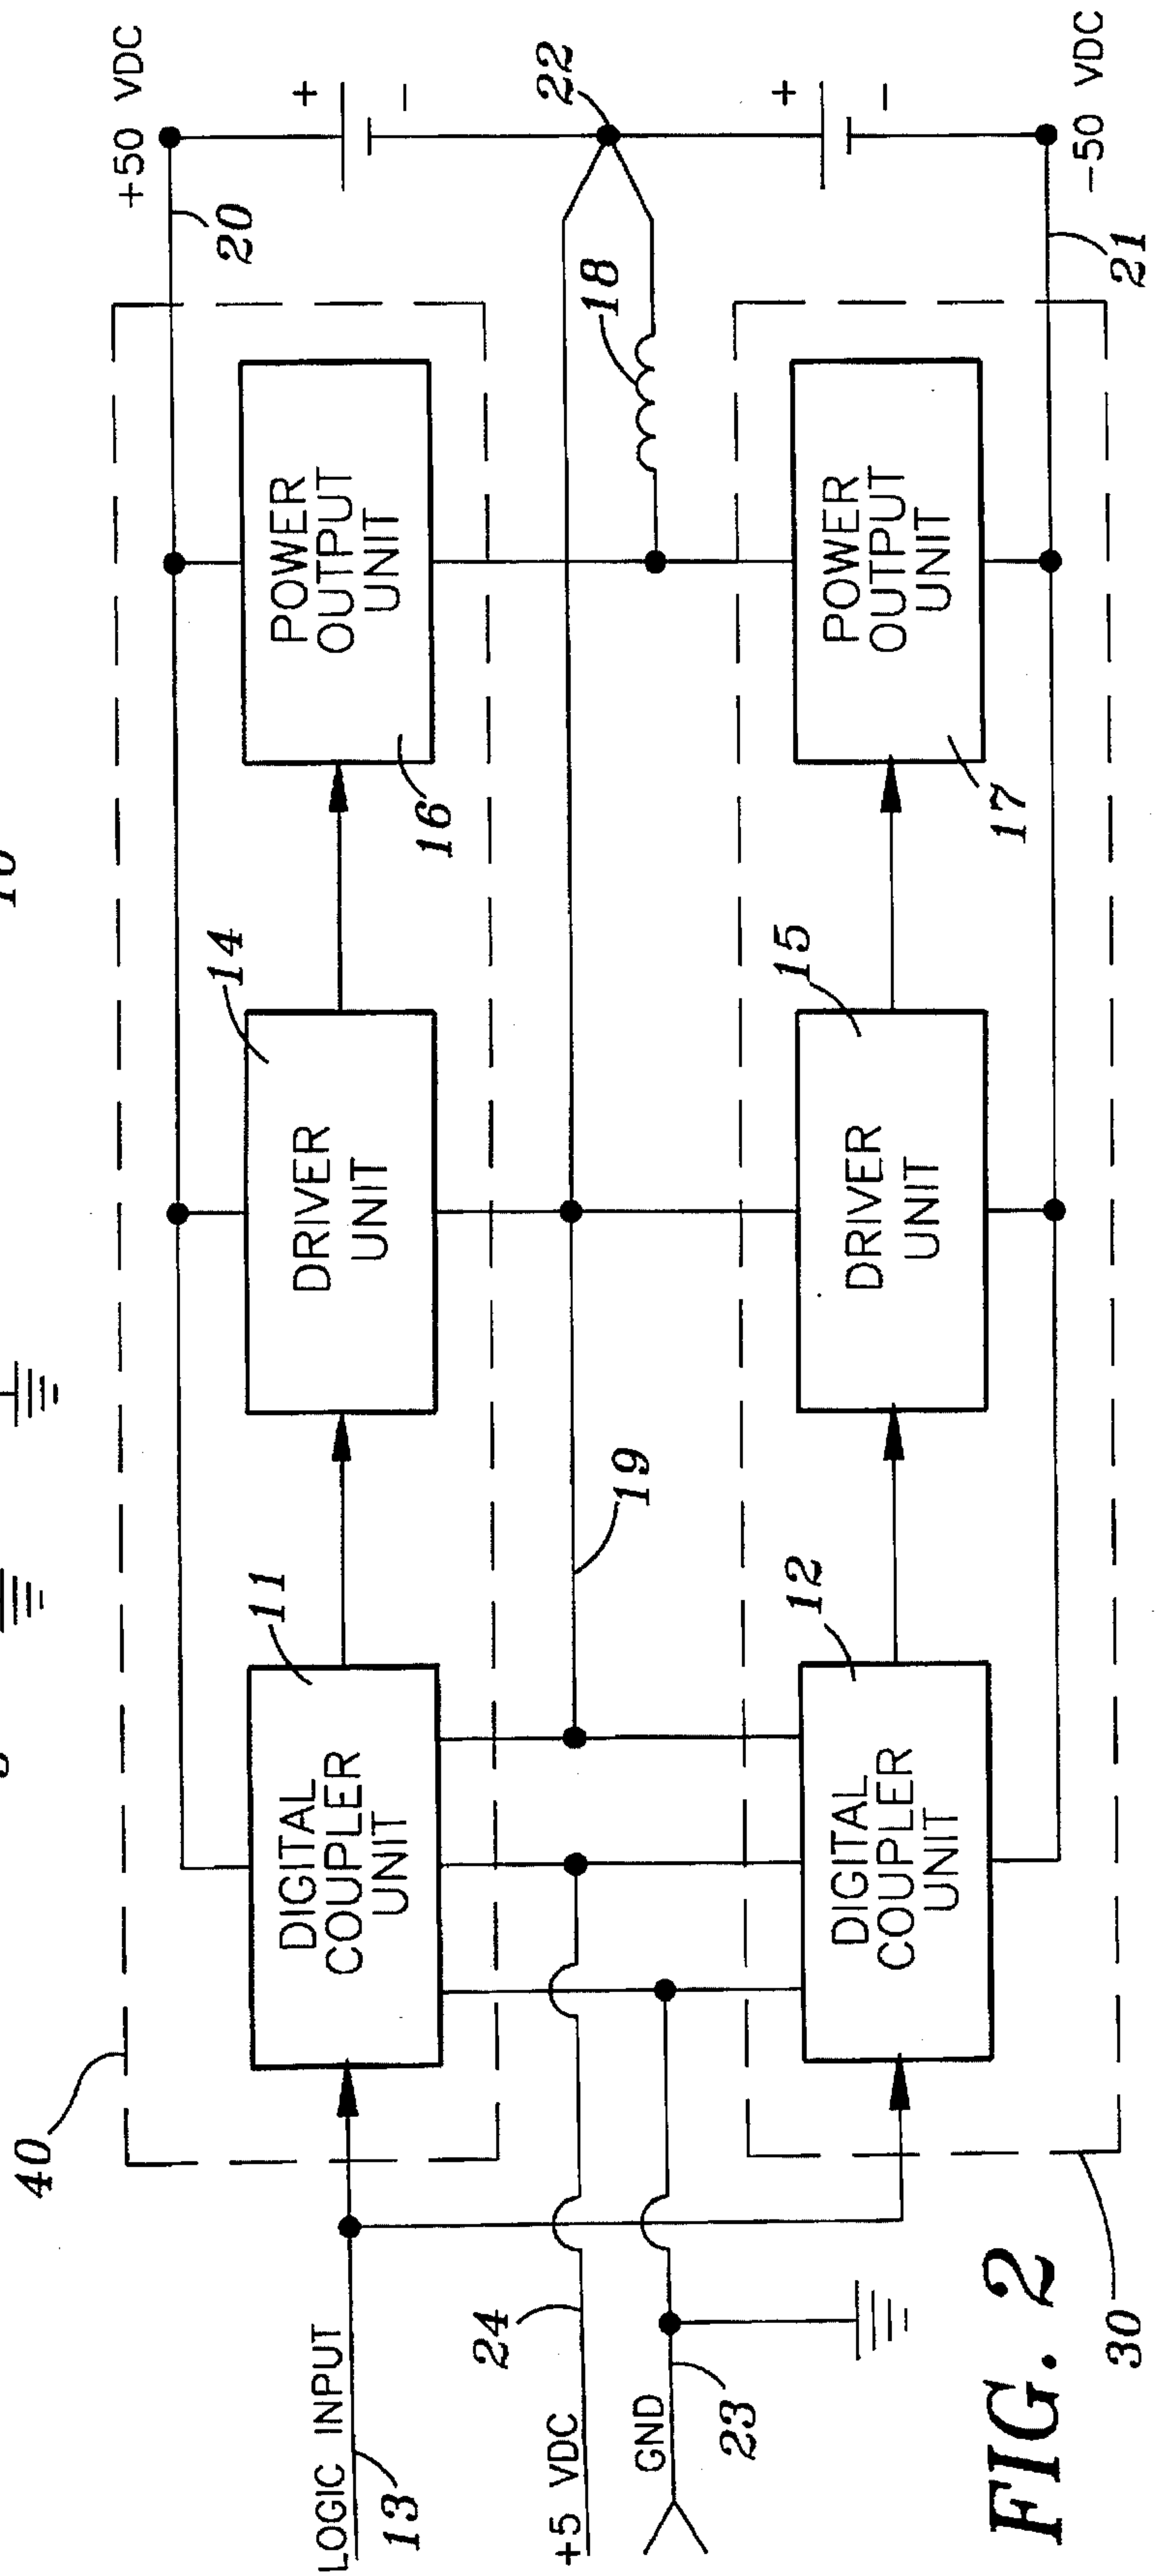 +50 VDC
20
+
-
22
+
-
-50 VDC
21
40
LOGIC INPUT
13
DIGITAL
COUPLER
UNIT
11
DRIVER
UNIT
14
POWER
OUTPUT
UNIT
16
+5 VDC
24
GND
23
19
18
DIGITAL
COUPLER
UNIT
12
DRIVER
UNIT
15
POWER
OUTPUT
UNIT
17
30
FIG. 2